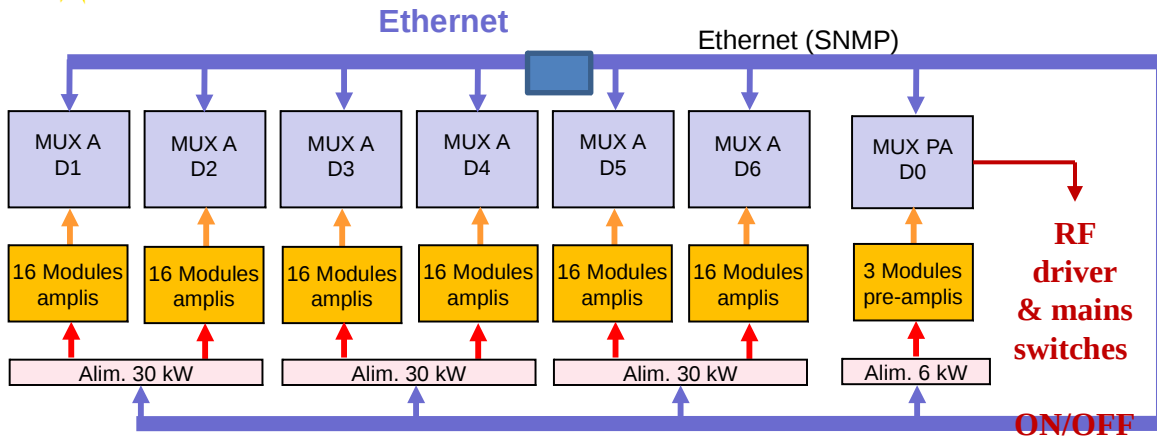 Ethernet
Ethernet (SNMP)
MUX A
D1
MUX A
D2
MUX A
D3
MUX A
D4
MUX A
D5
MUX A
D6
MUX PA
D0
16 Modules
amplis
16 Modules
amplis
16 Modules
amplis
16 Modules
amplis
16 Modules
amplis
16 Modules
amplis
3 Modules
pre-amplis
RF
driver
& mains
switches
ON/OFF
Alim. 30 kW
Alim. 30 kW
Alim. 30 kW
Alim. 6 kW